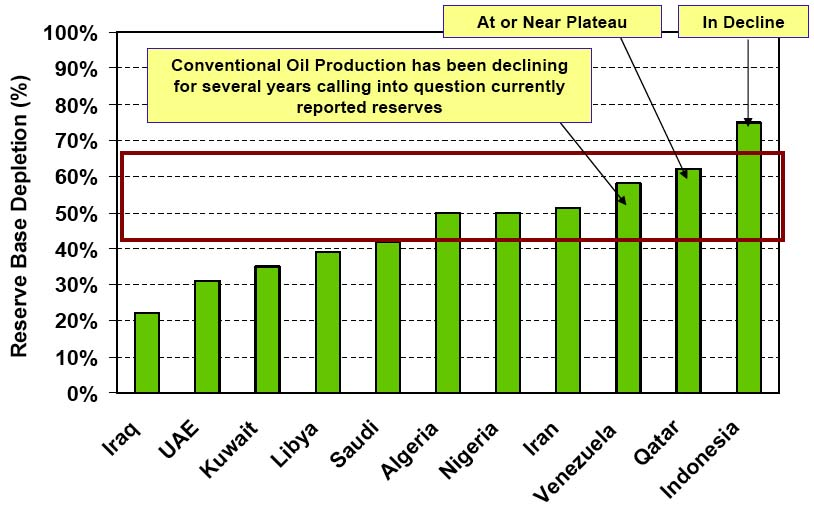 At or Near Plateau
In Decline
Conventional Oil Production has been declining
for several years calling into question currently
reported reserves
Reserve Base Depletion (%)
100%
90%
80%
70%
60%
50%
40%
30%
20%
10%
0%
Iraq
UAE
Kuwait
Libya
Saudi
Algeria
Nigeria
Iran
Venezuela
Qatar
Indonesia